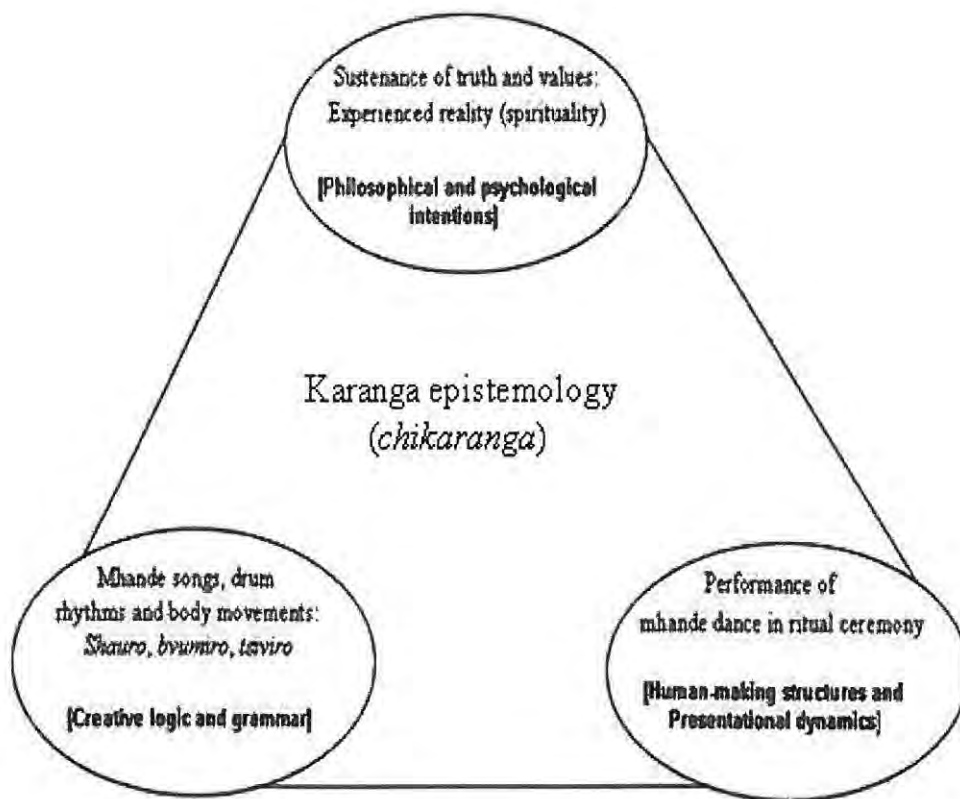 Sustenance of truth and values:
Experienced reality (spirituality)
[Philosophical and psychological
intentions]
Karanga epistemology
(chikaranga)
Mhande songs, drum
rhythms and body movements:
Shauro, bvumiro, tsviro
[Creative logic and grammar]
Performance of
mhande dance in ritual ceremony
[Human-making structures and
Presentational dynamics]